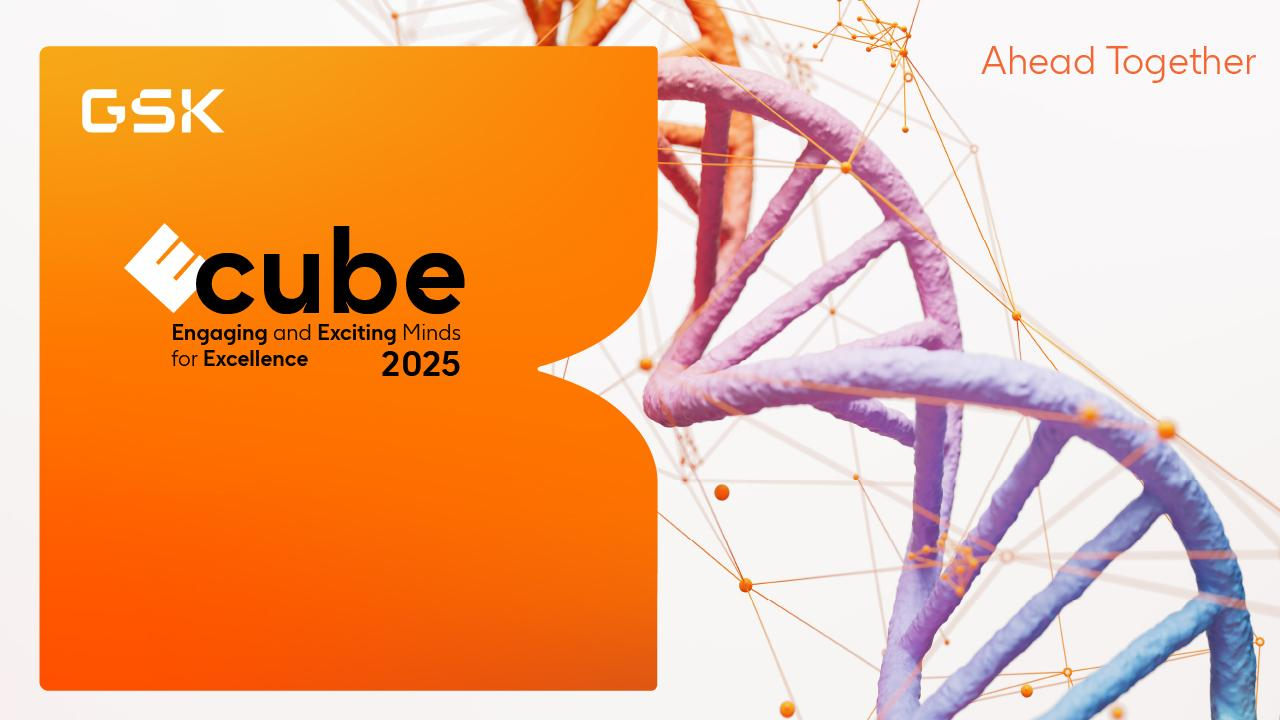 GSK
Ahead Together
Ecube
Engaging and Exciting Minds
for Excellence
2025